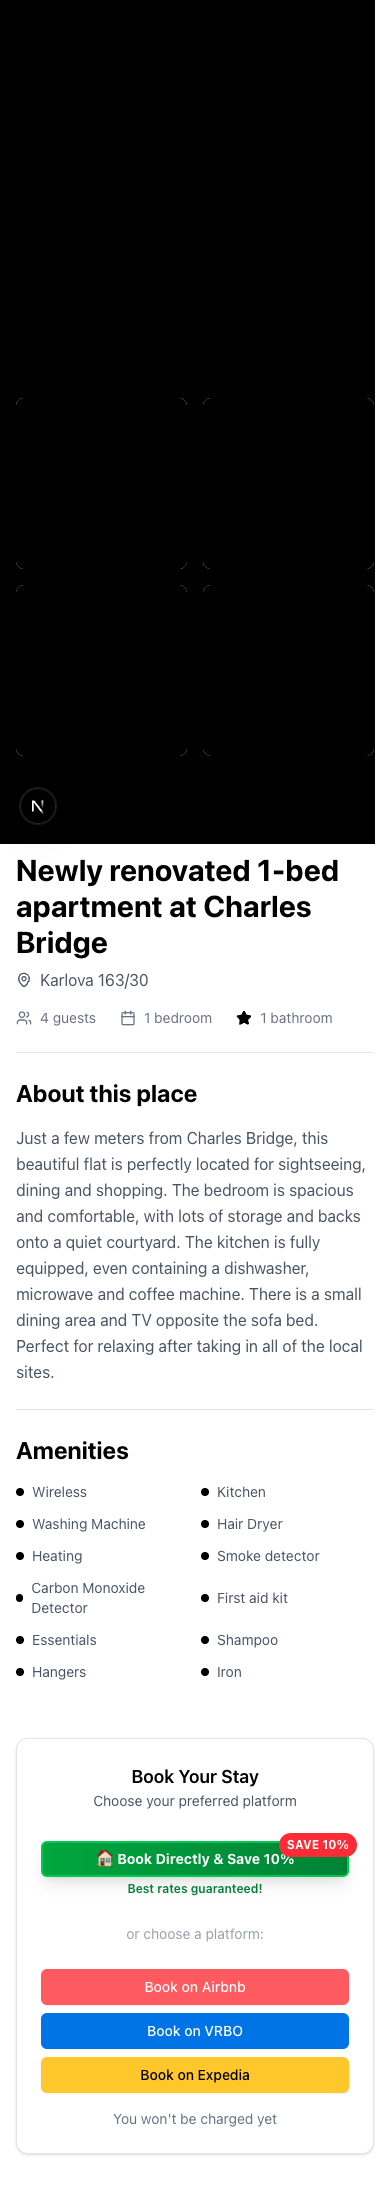 N
Newly renovated 1-bed
apartment at Charles
Bridge
Karlova 163/30
4 guests 1 bedroom 1 bathroom
About this place
Just a few meters from Charles Bridge, this
beautiful flat is perfectly located for sightseeing,
dining and shopping. The bedroom is spacious
and comfortable, with lots of storage and backs
onto a quiet courtyard. The kitchen is fully
equipped, even containing a dishwasher,
microwave and coffee machine. There is a small
dining area and TV opposite the sofa bed.
Perfect for relaxing after taking in all of the local
sites.
Amenities
Wireless Kitchen
Washing Machine Hair Dryer
Heating Smoke detector
Carbon Monoxide
Detector
First aid kit
Essentials Shampoo
Hangers Iron
Book Your Stay
Choose your preferred platform
SAVE 10%
🏠 Book Directly & Save 10%
Best rates guaranteed!
or choose a platform:
Book on Airbnb
Book on VRBO
Book on Expedia
You won't be charged yet